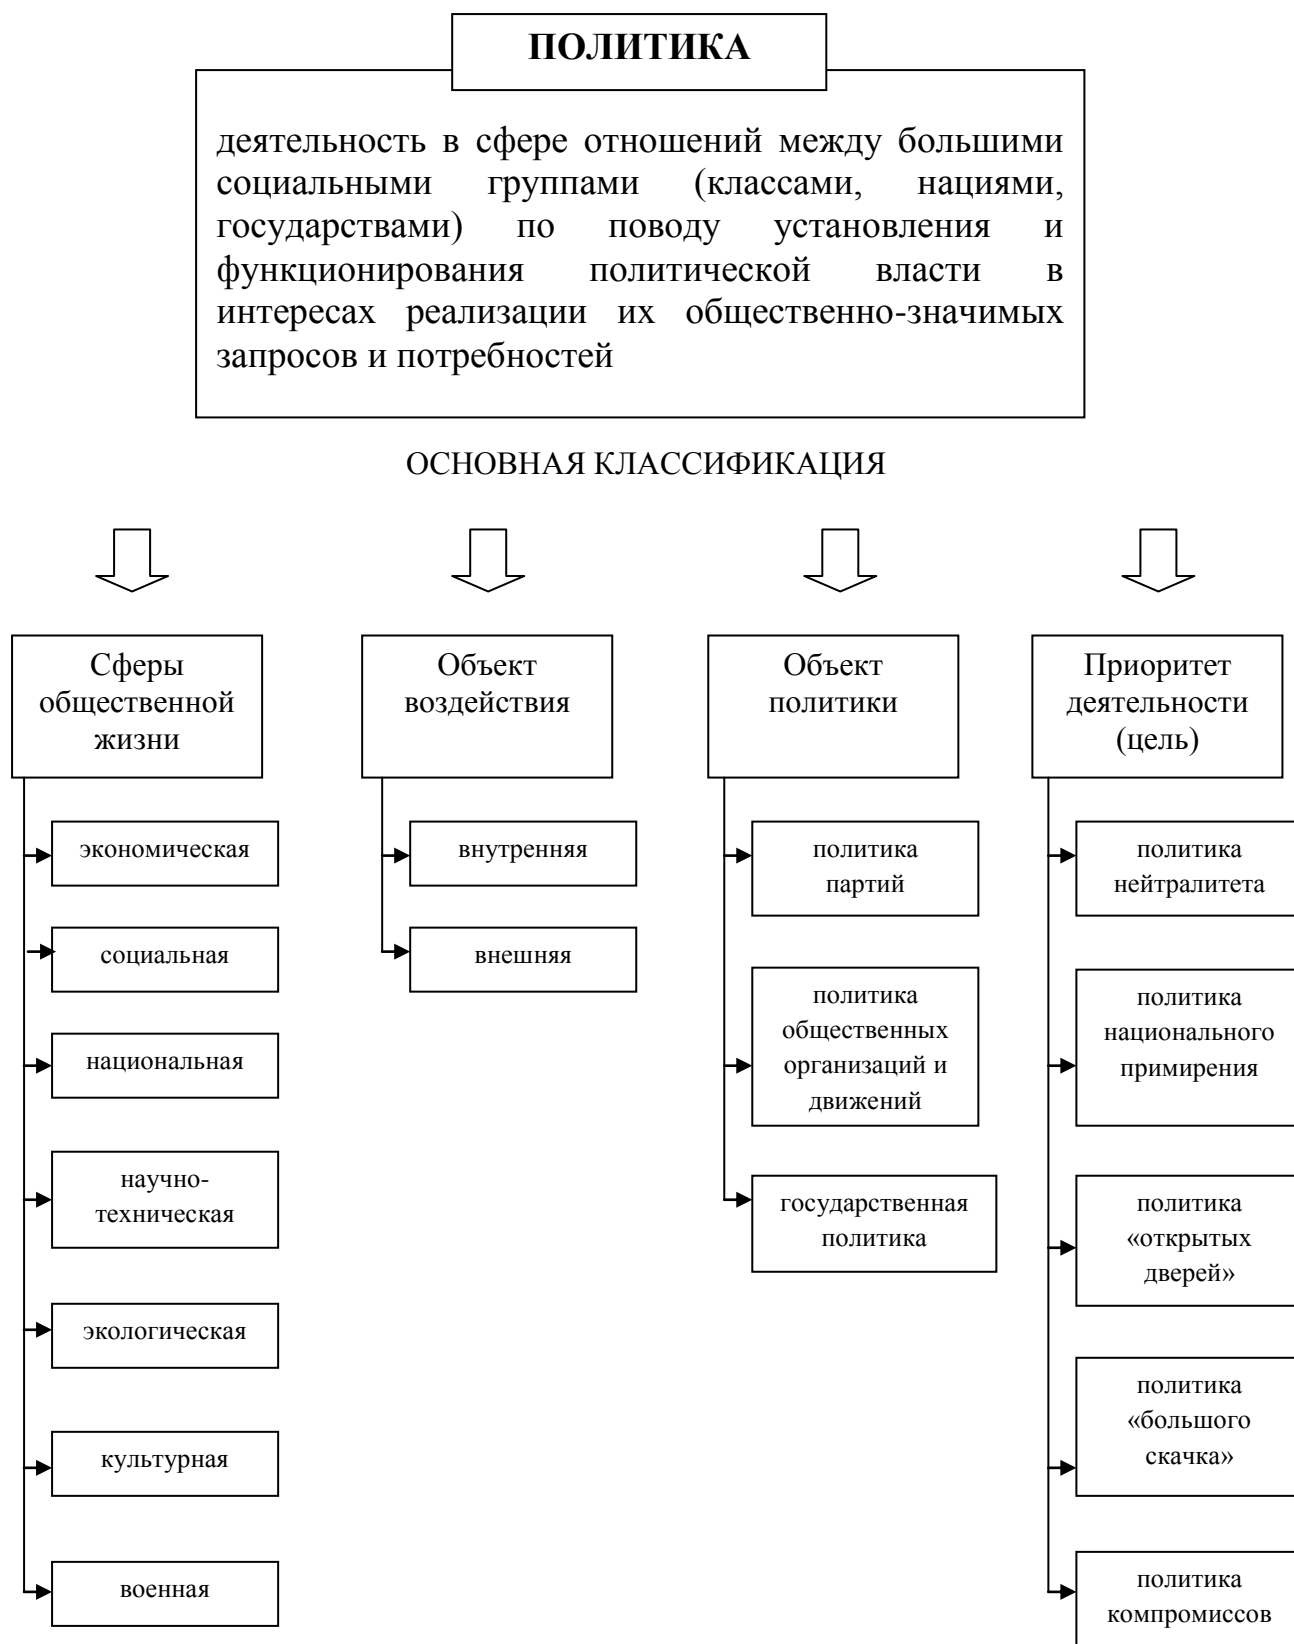 ПОЛИТИКА
деятельность в сфере отношений между большими
социальными группами (классами, нациями,
государствами) по поводу установления и
функционирования политической власти в
интересах реализации их общественно-значимых
запросов и потребностей
ОСНОВНАЯ КЛАССИФИКАЦИЯ
Сферы
общественной
жизни
экономическая
социальная
национальная
научно-
техническая
экологическая
культурная
военная
Объект
воздействия
внутренняя
внешняя
Объект
политики
политика
партий
политика
общественных
организаций и
движений
государственная
политика
Приоритет
деятельности
(цель)
политика
нейтралитета
политика
национального
примирения
политика
«открытых
дверей»
политика
«большого
скачка»
политика
компромиссов